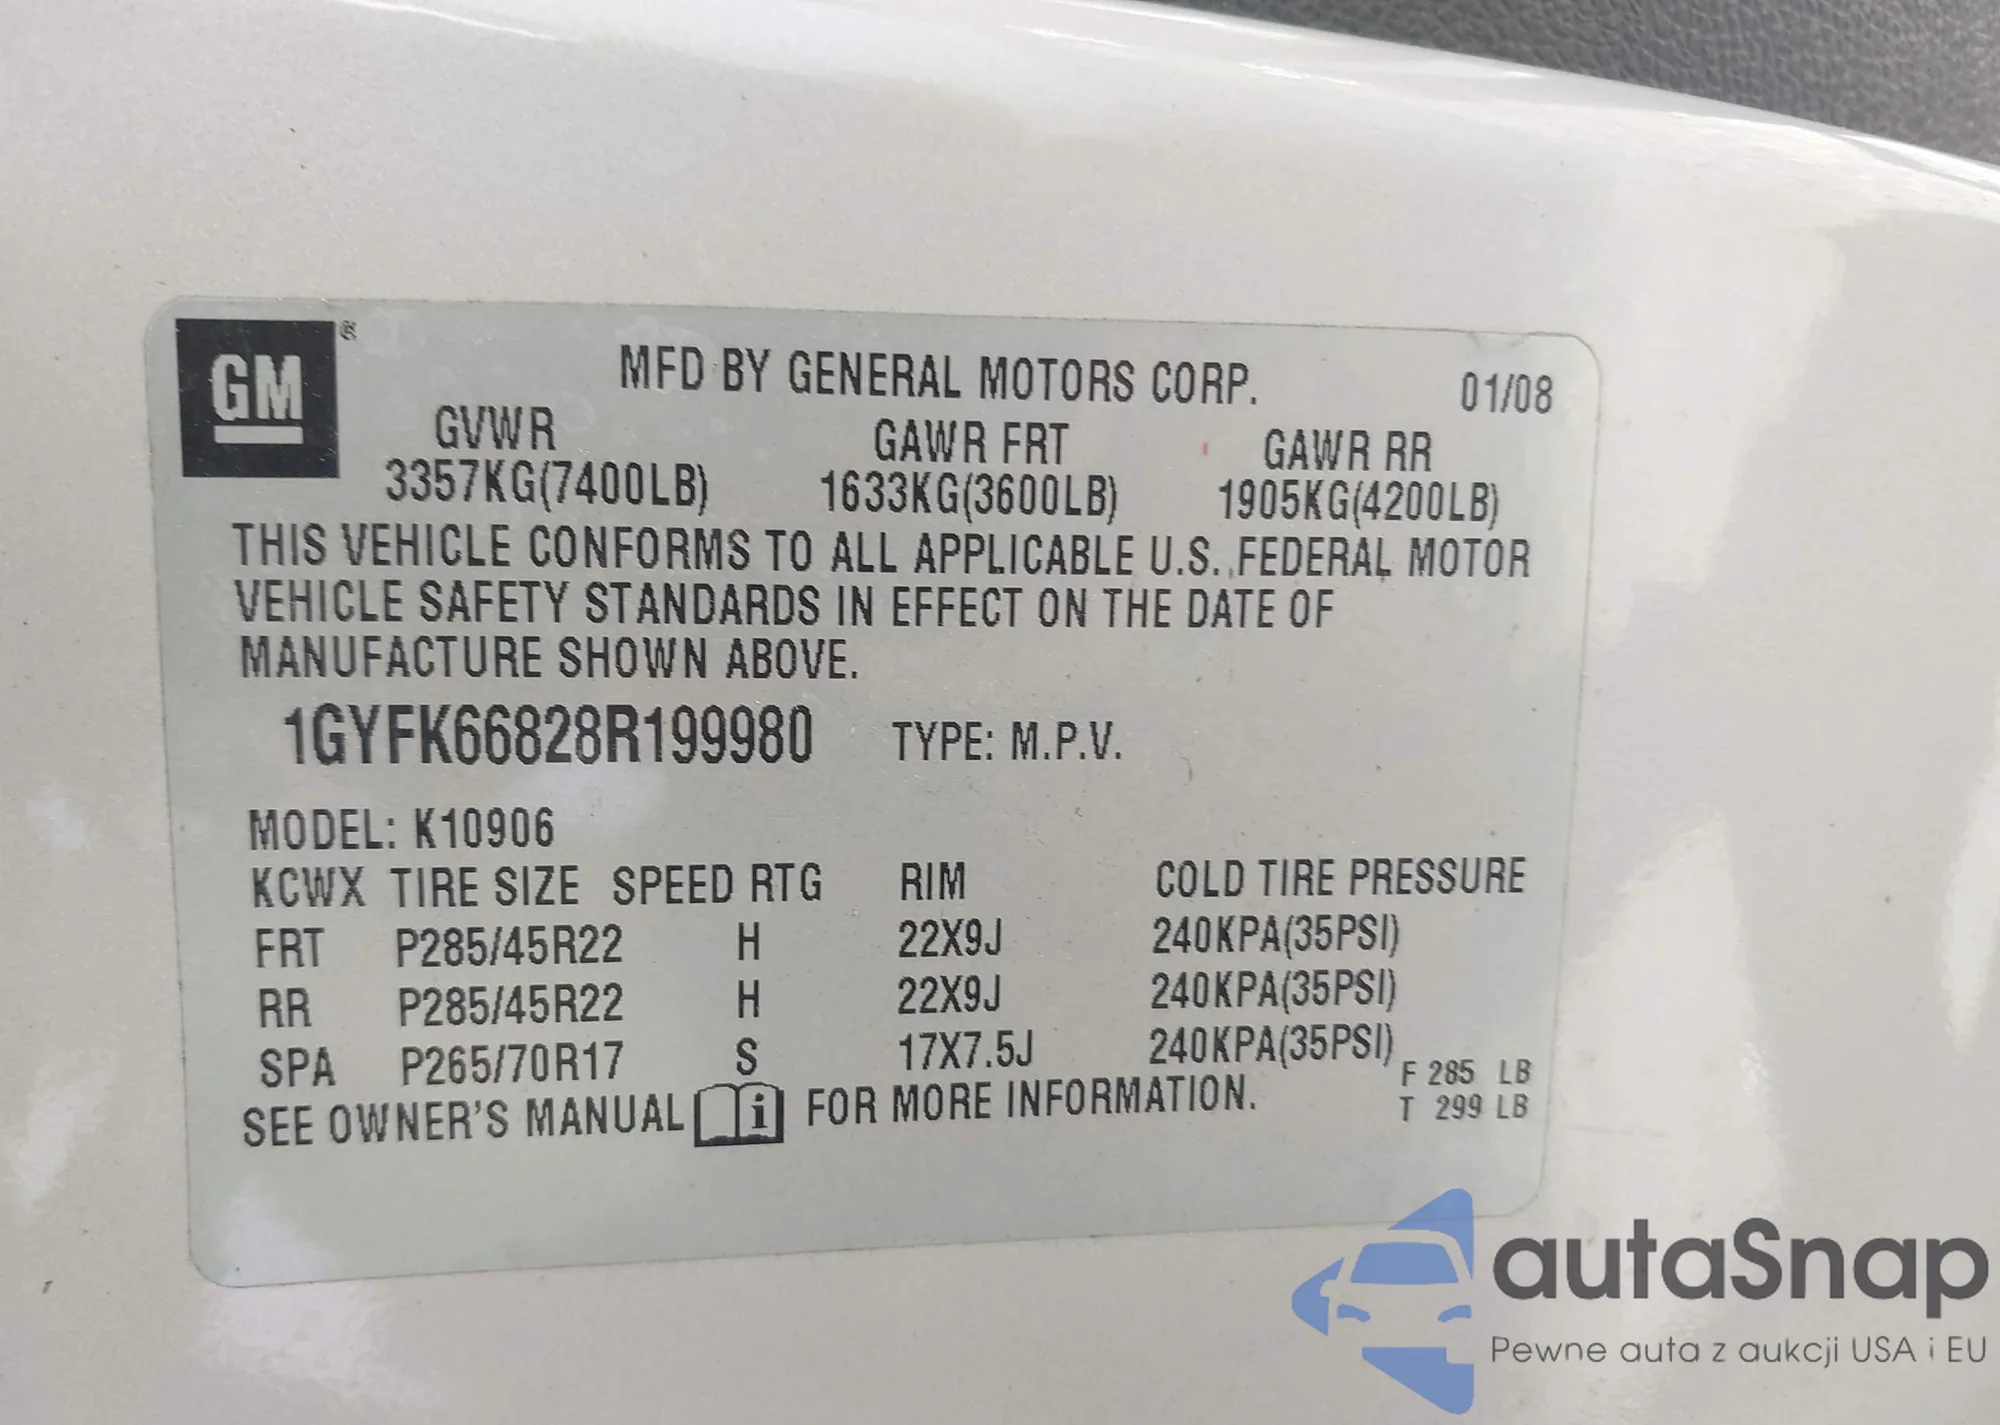 GM ®
MFD BY GENERAL MOTORS CORP. 01/08
GVWR GAWR FRT GAWR RR
3357KG(7400LB) 1633KG(3600LB) 1905KG(4200LB)
THIS VEHICLE CONFORMS TO ALL APPLICABLE U.S. FEDERAL MOTOR
VEHICLE SAFETY STANDARDS IN EFFECT ON THE DATE OF
MANUFACTURE SHOWN ABOVE.
1GYFK66828R199980 TYPE: M.P.V.
MODEL: K10906
KCWX TIRE SIZE SPEED RTG RIM COLD TIRE PRESSURE
FRT P285/45R22 H 22X9J 240KPA(35PSI)
RR P285/45R22 H 22X9J 240KPA(35PSI)
SPA P265/70R17 S 17X7.5J 240KPA(35PSI)
F 285 LB
SEE OWNER'S MANUAL i FOR MORE INFORMATION. T 299 LB
autaSnap
Pewne auta z aukcji USA i EU